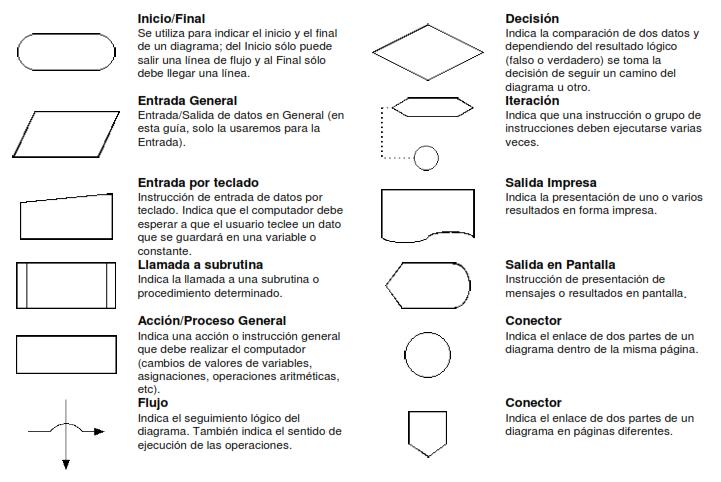 Inicio/Final
Se utiliza para indicar el inicio y el final
de un diagrama; del Inicio sólo puede
salir una línea de flujo y al Final sólo
debe llegar una línea.
Entrada General
Entrada/Salida de datos en General (en
esta guía, solo la usaremos para la
Entrada).
Entrada por teclado
Instrucción de entrada de datos por
teclado. Indica que el computador debe
esperar a que el usuario teclee un dato
que se guardará en una variable o
constante.
Llamada a subrutina
Indica la llamada a una subrutina o
procedimiento determinado.
Acción/Proceso General
Indica una acción o instrucción general
que debe realizar el computador
(cambios de valores de variables,
asignaciones, operaciones aritméticas,
etc).
Flujo
Indica el seguimiento lógico del
diagrama. También indica el sentido de
ejecución de las operaciones.
Decisión
Indica la comparación de dos datos y
dependiendo del resultado lógico
(falso o verdadero) se toma la
decisión de seguir un camino del
diagrama u otro.
Iteración
Indica que una instrucción o grupo de
instrucciones deben ejecutarse varias
veces.
Salida Impresa
Indica la presentación de uno o varios
resultados en forma impresa.
Salida en Pantalla
Instrucción de presentación de
mensajes o resultados en pantalla.
Conector
Indica el enlace de dos partes de un
diagrama dentro de la misma página.
Conector
Indica el enlace de dos partes de un
diagrama en páginas diferentes.